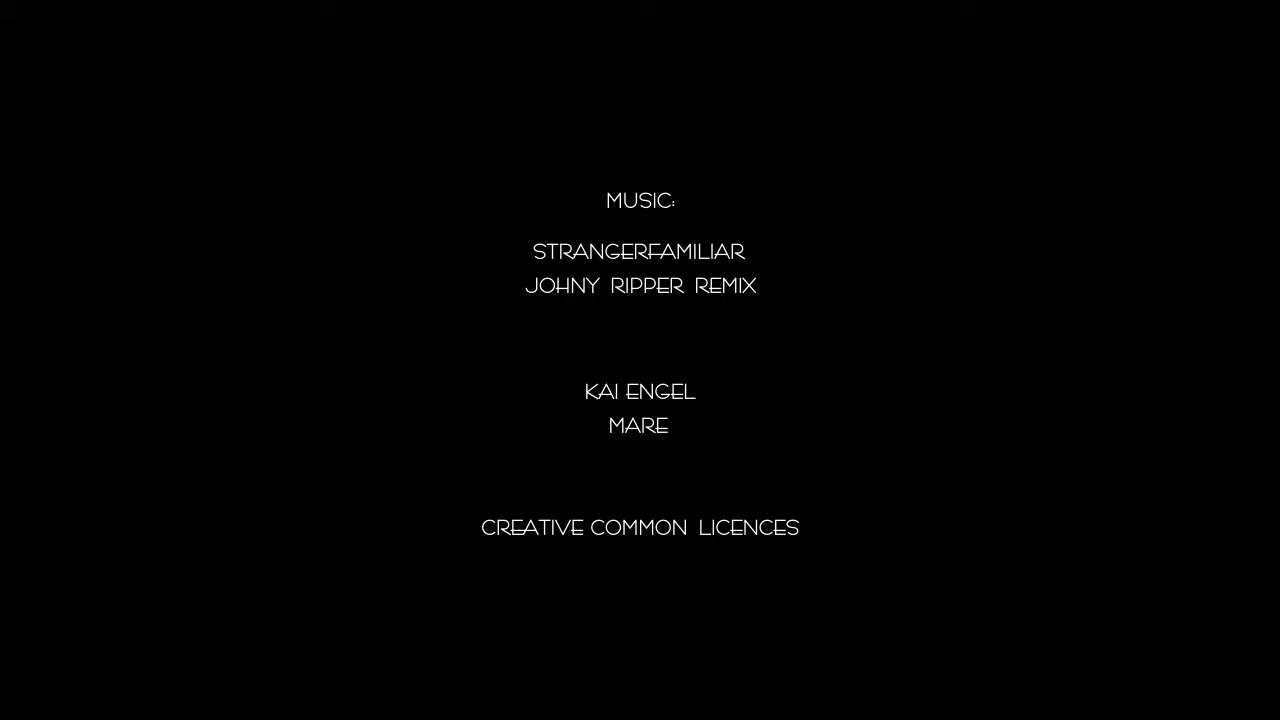 MUSIC:
STRANGERFAMILIAR
JOHNY RIPPER REMIX
KAI ENGEL
MARE
CREATIVE COMMON LICENCES